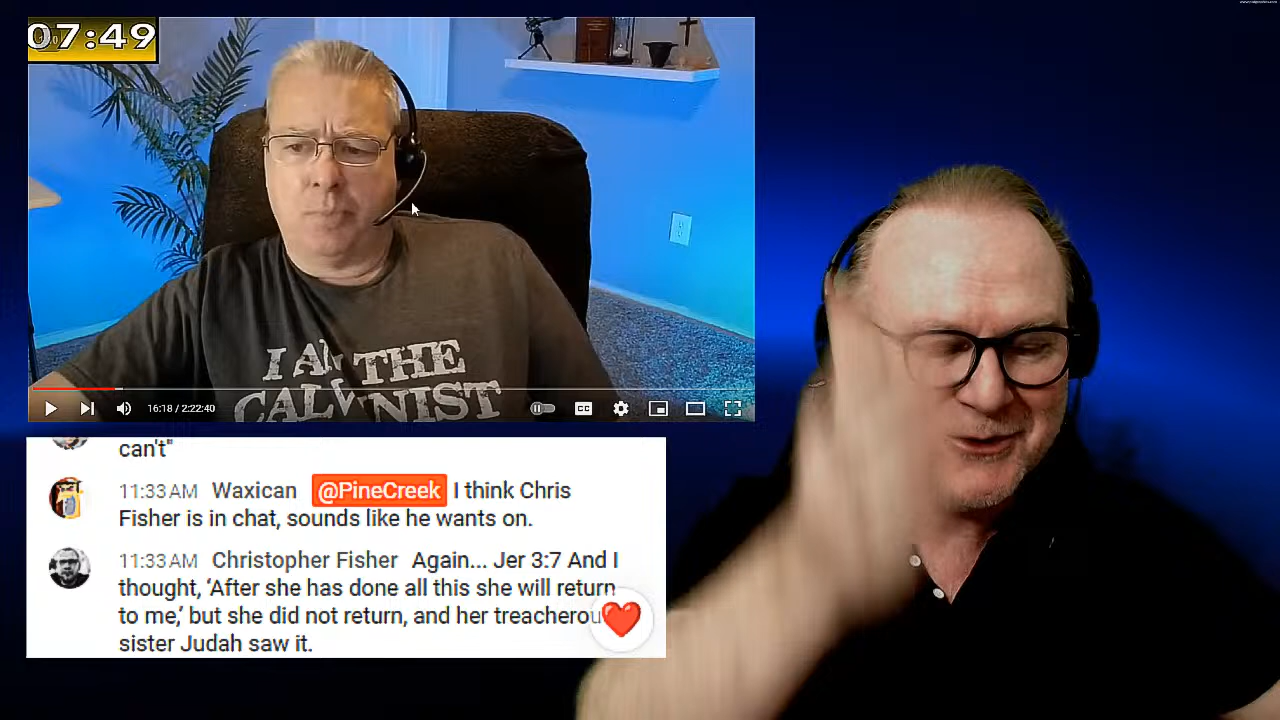 07:49
I AM THE
CALVINIST
16:18 / 2:22:40
CC
can't"
11:33 AM Waxican @PineCreek I think Chris
Fisher is in chat, sounds like he wants on.
11:33 AM Christopher Fisher Again... Jer 3:7 And I
thought, ‘After she has done all this she will return
to me,’ but she did not return, and her treacherou
sister Judah saw it.